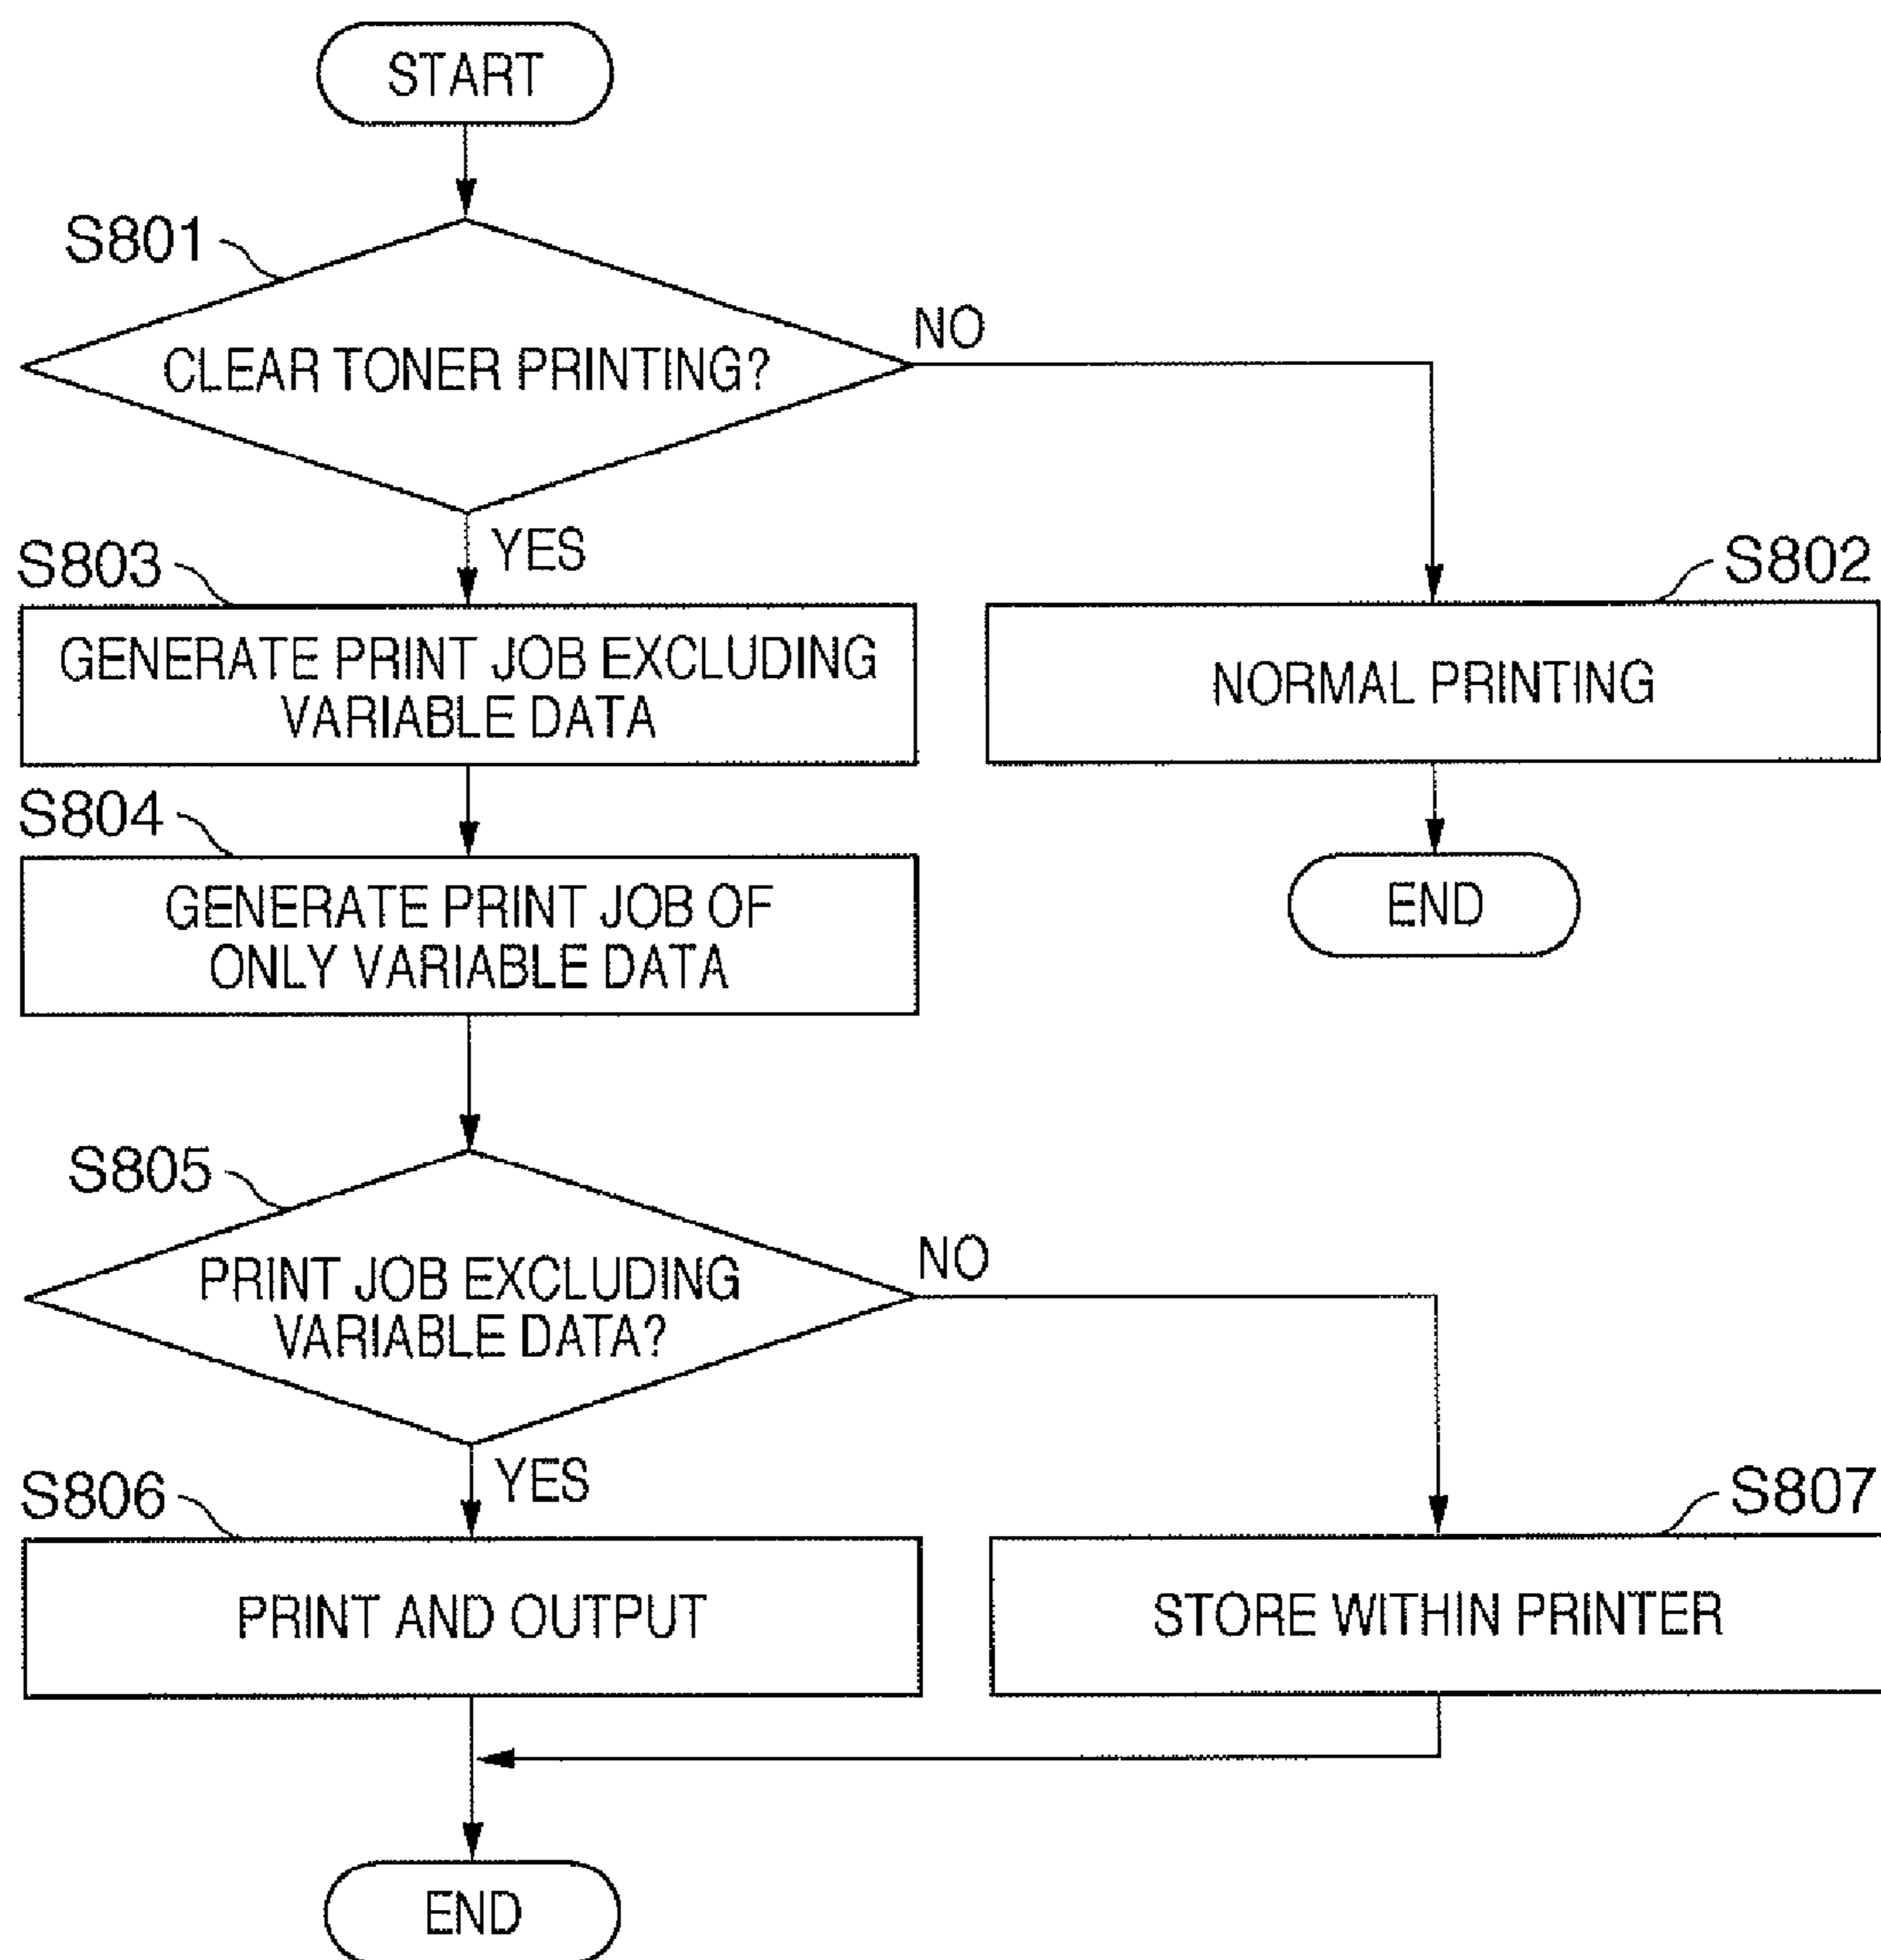 START
S801
CLEAR TONER PRINTING?
NO
YES
S803
GENERATE PRINT JOB EXCLUDING
VARIABLE DATA
S802
NORMAL PRINTING
S804
GENERATE PRINT JOB OF
ONLY VARIABLE DATA
END
S805
PRINT JOB EXCLUDING
VARIABLE DATA?
NO
YES
S806
PRINT AND OUTPUT
S807
STORE WITHIN PRINTER
END